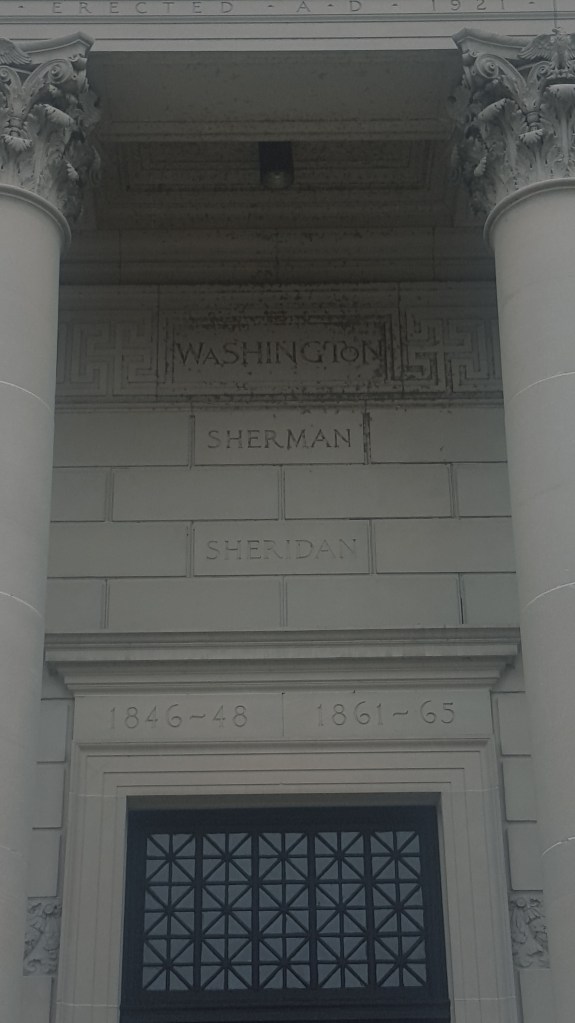 · ERECTED · A · D · 1921 ·
WASHINGTON
SHERMAN
SHERIDAN
1846~48 1861~65